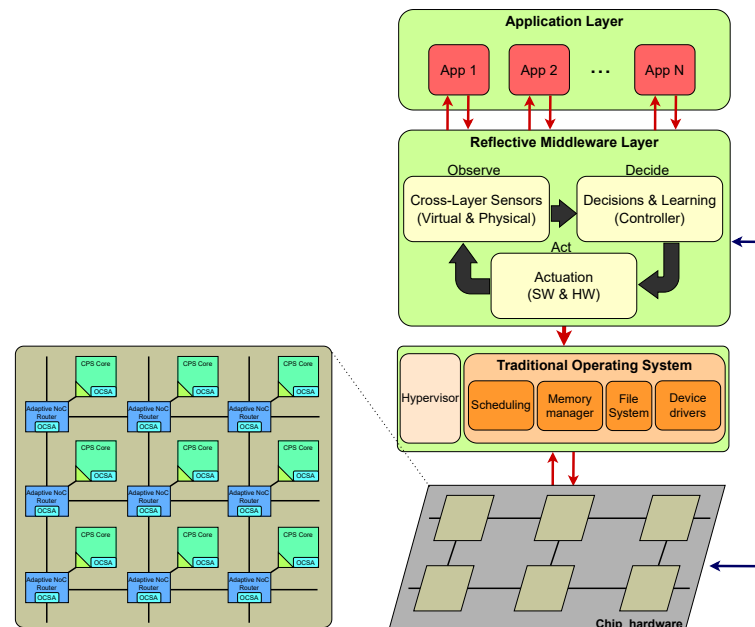 Application Layer
App 1
App 2
...
App N
Reflective Middleware Layer
Observe
Decide
Cross-Layer Sensors
(Virtual & Physical)
Decisions & Learning
(Controller)
Act
Actuation
(SW & HW)
Hypervisor
Traditional Operating System
Scheduling
Memory
manager
File
System
Device
drivers
CPS Core
OCSA
CPS Core
OCSA
CPS Core
OCSA
Adaptive NoC
Router
OCSA
Adaptive NoC
Router
OCSA
Adaptive NoC
Router
OCSA
CPS Core
OCSA
CPS Core
OCSA
CPS Core
OCSA
Adaptive NoC
Router
OCSA
Adaptive NoC
Router
OCSA
Adaptive NoC
Router
OCSA
CPS Core
OCSA
CPS Core
OCSA
CPS Core
OCSA
Adaptive NoC
Router
OCSA
Adaptive NoC
Router
OCSA
Adaptive NoC
Router
OCSA
Chip hardware